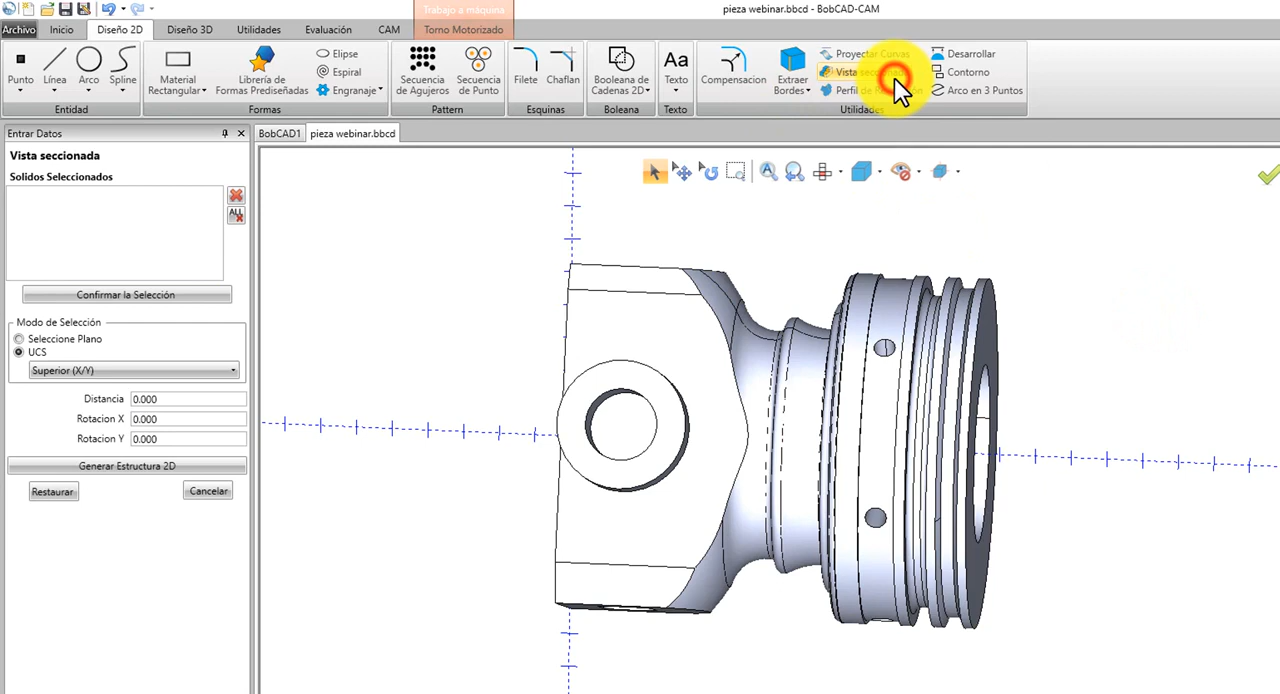 pieza webinar.bbcd - BobCAD-CAM
Trabajo a máquina
Archivo Inicio Diseño 2D Diseño 3D Utilidades Evaluación CAM Torno Motorizado
Punto
Línea
Arco
Spline
Entidad
Material
Rectangular
Librería de
Formas Prediseñadas
Elipse
Espiral
Engranaje
Formas
Secuencia
de Agujeros
Secuencia
de Punto
Pattern
Filete
Chaflan
Esquinas
Booleana de
Cadenas 2D
Boleana
Aa
Texto
Texto
Compensacion
Extraer
Bordes
Proyectar Curvas
Vista seccionada
Perfil de
Desarrollar
Contorno
Arco en 3 Puntos
Utilidades
Entrar Datos
BobCAD1
pieza webinar.bbcd
Vista seccionada
Solidos Seleccionados
ALL
Confirmar la Selección
Modo de Selección
Seleccione Plano
UCS
Superior (X/Y)
Distancia 0.000
Rotacion X 0.000
Rotacion Y 0.000
Generar Estructura 2D
Restaurar
Cancelar